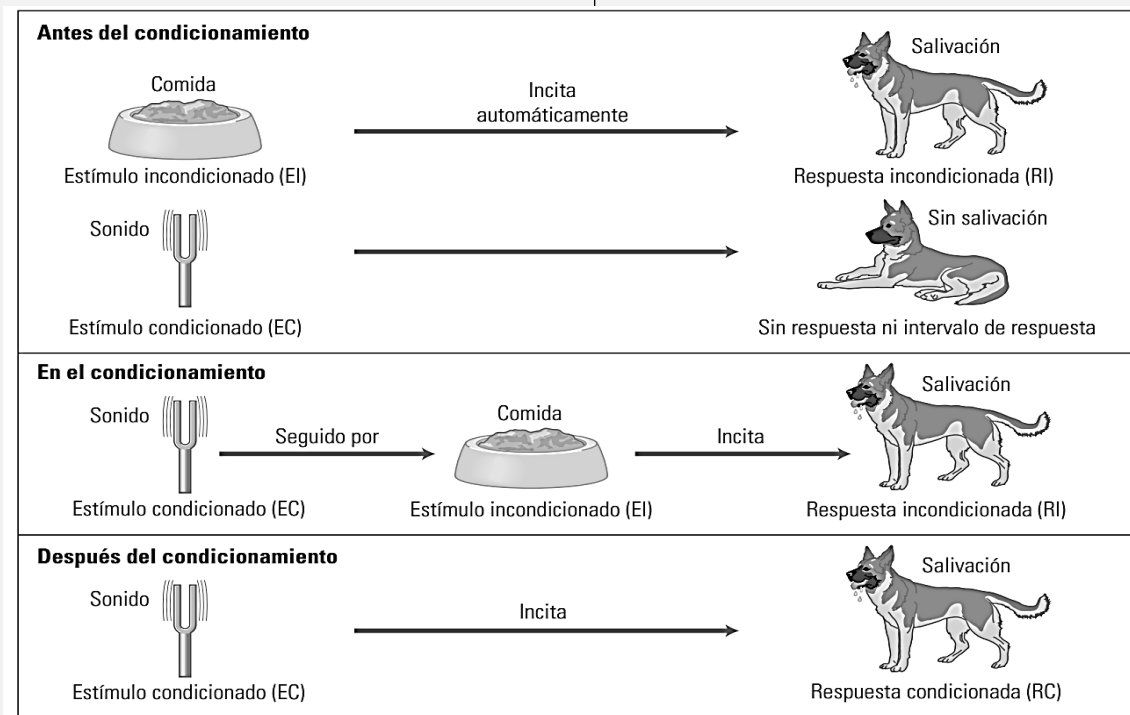 Antes del condicionamiento
Comida
Incita
automáticamente
Salivación
Estímulo incondicionado (EI)
Respuesta incondicionada (RI)
Sonido
Sin salivación
Estímulo condicionado (EC)
Sin respuesta ni intervalo de respuesta
En el condicionamiento
Sonido
Seguido por
Comida
Incita
Salivación
Estímulo condicionado (EC)
Estímulo incondicionado (EI)
Respuesta incondicionada (RI)
Después del condicionamiento
Sonido
Incita
Salivación
Estímulo condicionado (EC)
Respuesta condicionada (RC)